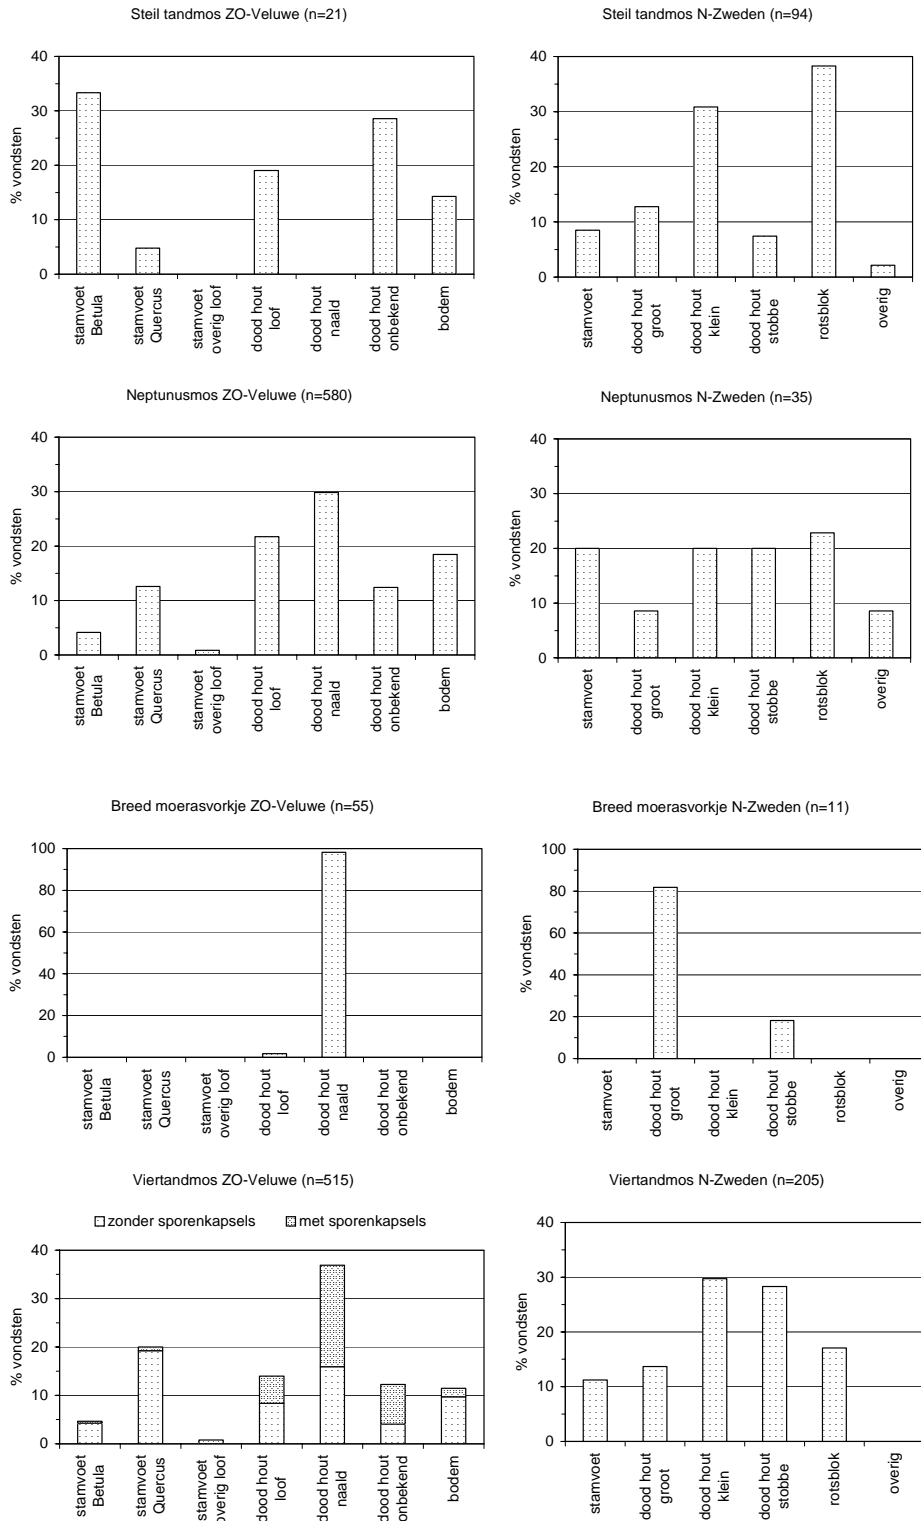 Steil tandmos ZO-Veluwe (n=21)
% vondsten
40
30
20
10
0
stamvoet
Betula
stamvoet
Quercus
stamvoet
overig loof
dood hout
loof
dood hout
naald
dood hout
onbekend
bodem
Steil tandmos N-Zweden (n=94)
% vondsten
40
30
20
10
0
stamvoet
dood hout
groot
dood hout
klein
dood hout
stobbe
rotsblok
overig
Neptunusmos ZO-Veluwe (n=580)
% vondsten
40
30
20
10
0
stamvoet
Betula
stamvoet
Quercus
stamvoet
overig loof
dood hout
loof
dood hout
naald
dood hout
onbekend
bodem
Neptunusmos N-Zweden (n=35)
% vondsten
40
30
20
10
0
stamvoet
dood hout
groot
dood hout
klein
dood hout
stobbe
rotsblok
overig
Breed moerasvorkje ZO-Veluwe (n=55)
% vondsten
100
80
60
40
20
0
stamvoet
Betula
stamvoet
Quercus
stamvoet
overig loof
dood hout
loof
dood hout
naald
dood hout
onbekend
bodem
Breed moerasvorkje N-Zweden (n=11)
% vondsten
100
80
60
40
20
0
stamvoet
dood hout
groot
dood hout
klein
dood hout
stobbe
rotsblok
overig
Viertandmos ZO-Veluwe (n=515)
zonder sporenkapsels
met sporenkapsels
% vondsten
40
30
20
10
0
stamvoet
Betula
stamvoet
Quercus
stamvoet
overig loof
dood hout
loof
dood hout
naald
dood hout
onbekend
bodem
Viertandmos N-Zweden (n=205)
% vondsten
40
30
20
10
0
stamvoet
dood hout
groot
dood hout
klein
dood hout
stobbe
rotsblok
overig